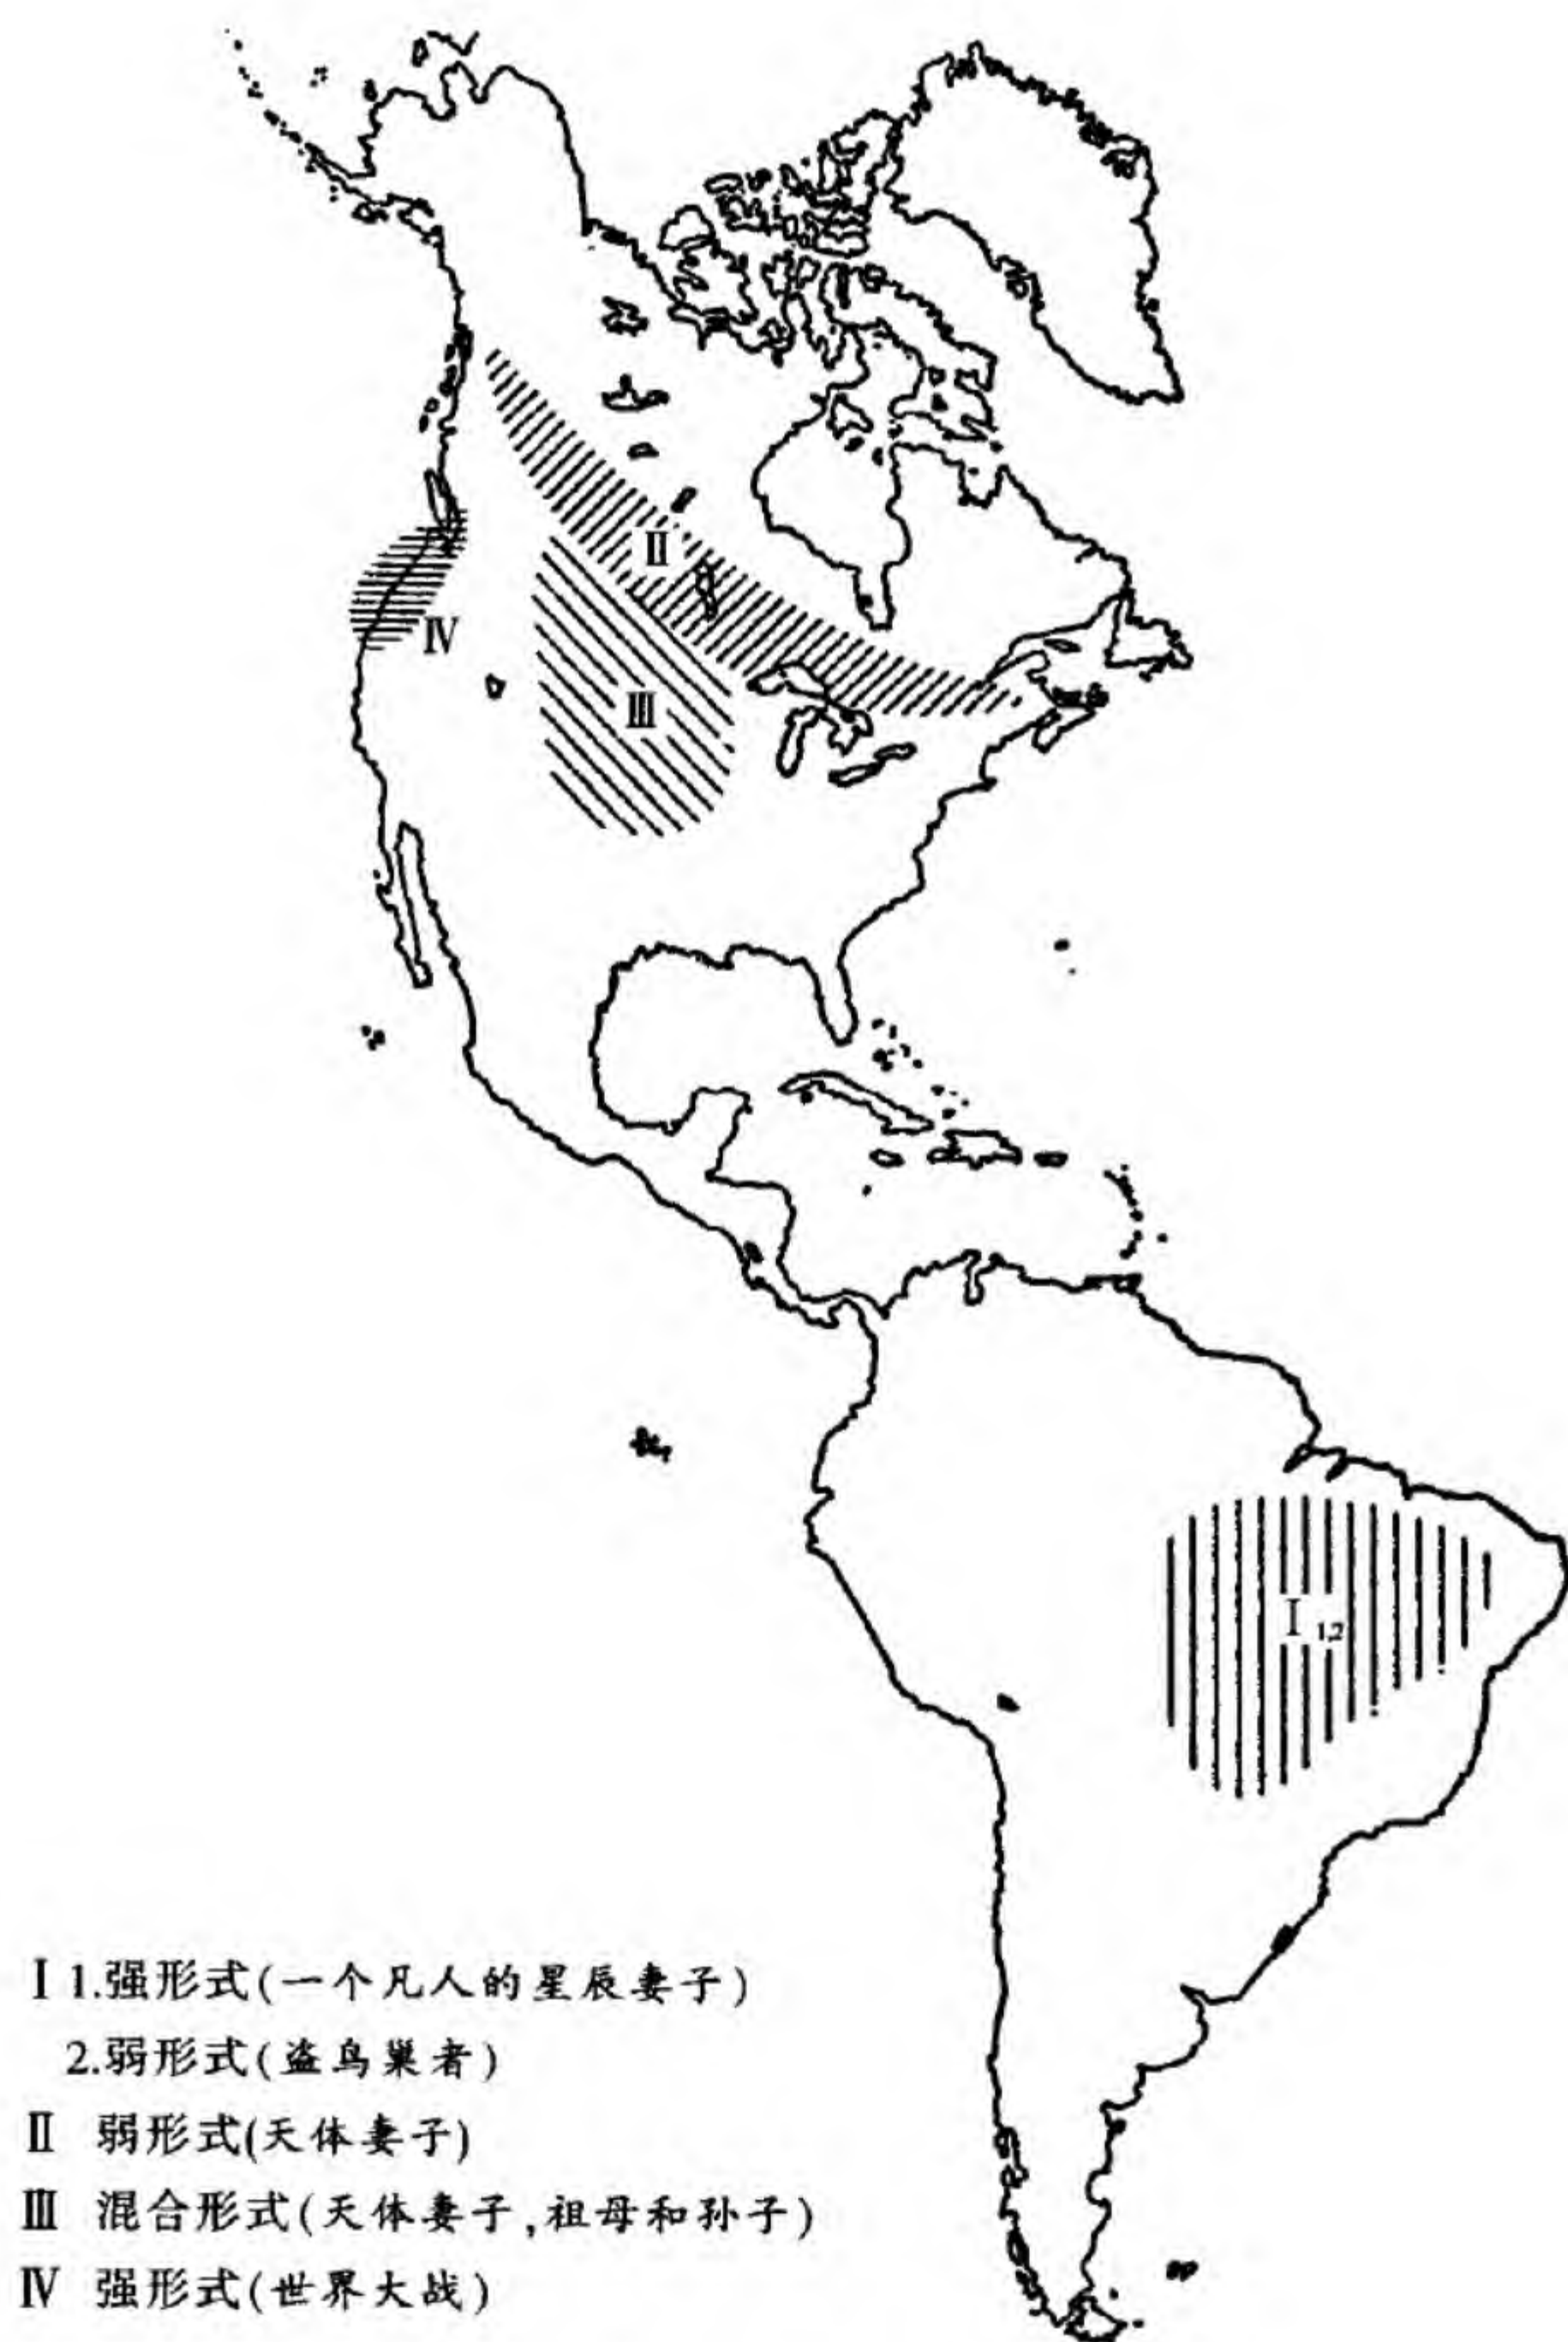 Ⅱ
Ⅳ
Ⅲ
Ⅰ 1,2
Ⅰ 1.强形式(一个凡人的星辰妻子)
2.弱形式(盗鸟巢者)
Ⅱ 弱形式(天体妻子)
Ⅲ 混合形式(天体妻子,祖母和孙子)
Ⅳ 强形式(世界大战)